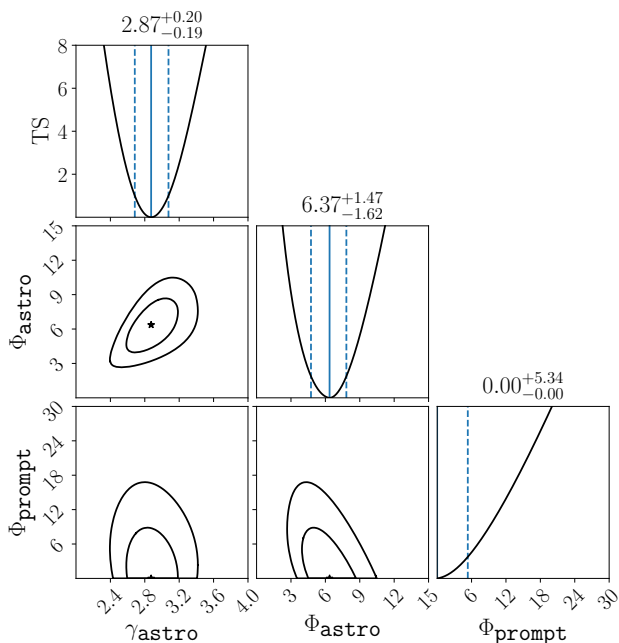 2.87+0.20−0.19
8
6
4
2
TS
6.37+1.47−1.62
15
12
9
6
3
Φastro
0.00+5.34−0.00
30
24
18
12
6
Φprompt
2.4 2.8 3.2 3.6 4.0
γastro
3 6 9 12 15
Φastro
6 12 18 24 30
Φprompt